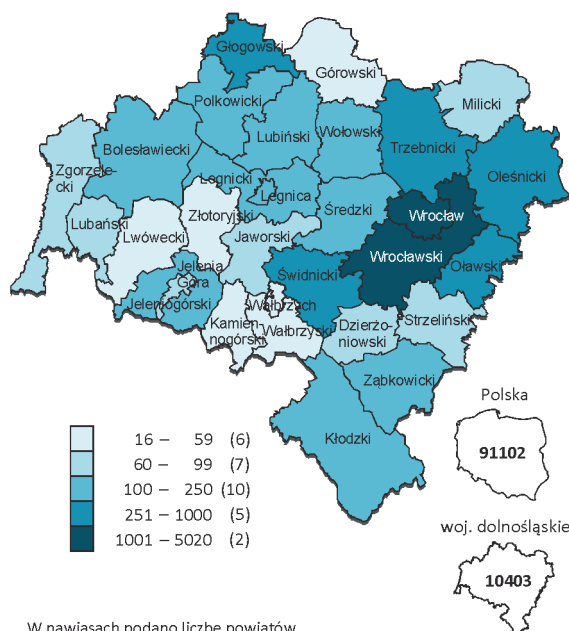 Głogowski
Górowski
Milicki
Polkowicki
Lubiński
Wołowski
Trzebnicki
Bolesławiecki
Oleśnicki
Zgorzele-
cki
Legnicki
Legnica
Średzki
Wrocław
Lubański
Lwówecki
Złotoryjski
Jaworski
Wrocławski
Jelenia
Góra
Jeleniogórski
Świdnicki
Oławski
Wałbrzych
Kamien-
nogórski
Wałbrzyski
Dzierżo-
niowski
Strzeliński
Ząbkowicki
Kłodzki
Polska
91102
16 – 59 (6)
60 – 99 (7)
100 – 250 (10)
251 – 1000 (5)
1001 – 5020 (2)
woj. dolnośląskie
10403
W nawiasach podano liczbę powiatów